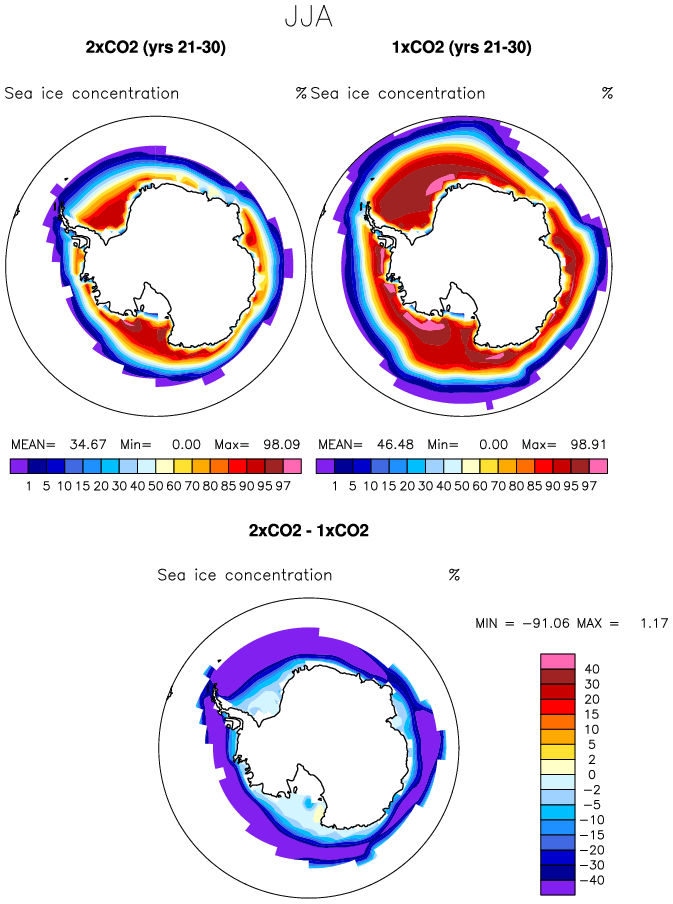 JJA
2xCO2 (yrs 21-30) 1xCO2 (yrs 21-30)
Sea ice concentration % Sea ice concentration %
MEAN= 34.67 Min= 0.00 Max= 98.09 MEAN= 46.48 Min= 0.00 Max= 98.91
1 5 10 15 20 30 40 50 60 70 80 85 90 95 97 1 5 10 15 20 30 40 50 60 70 80 85 90 95 97
2xCO2 - 1xCO2
Sea ice concentration %
MIN = -91.06 MAX = 1.17
40
30
20
15
10
5
2
0
-2
-5
-10
-15
-20
-30
-40